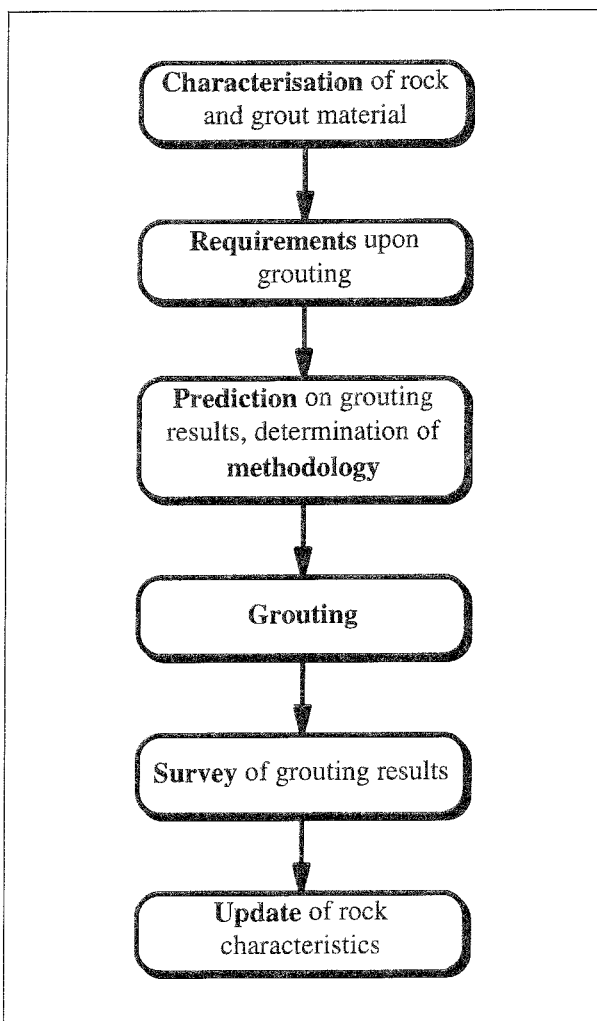 Characterisation of rock
and grout material
Requirements upon
grouting
Prediction on grouting
results, determination of
methodology
Grouting
Survey of grouting results
Update of rock
characteristics